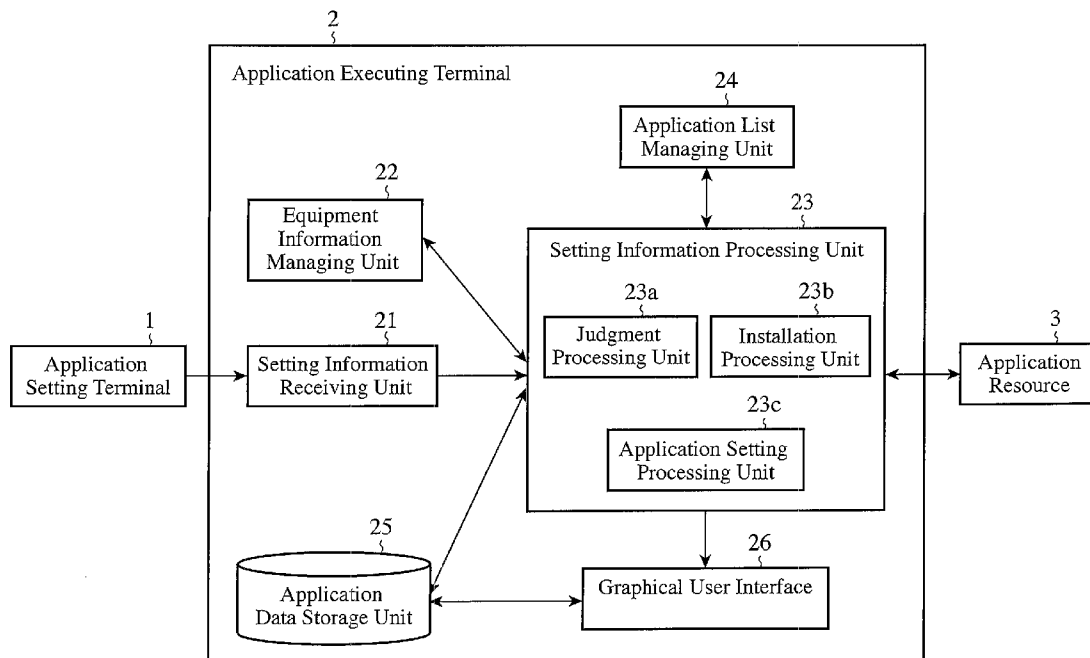 2
Application Executing Terminal
24
Application List
Managing Unit
22
Equipment
Information
Managing Unit
23
Setting Information Processing Unit
23a
Judgment
Processing Unit
23b
Installation
Processing Unit
1
Application
Setting Terminal
21
Setting Information
Receiving Unit
3
Application
Resource
23c
Application Setting
Processing Unit
25
Application
Data Storage Unit
26
Graphical User Interface